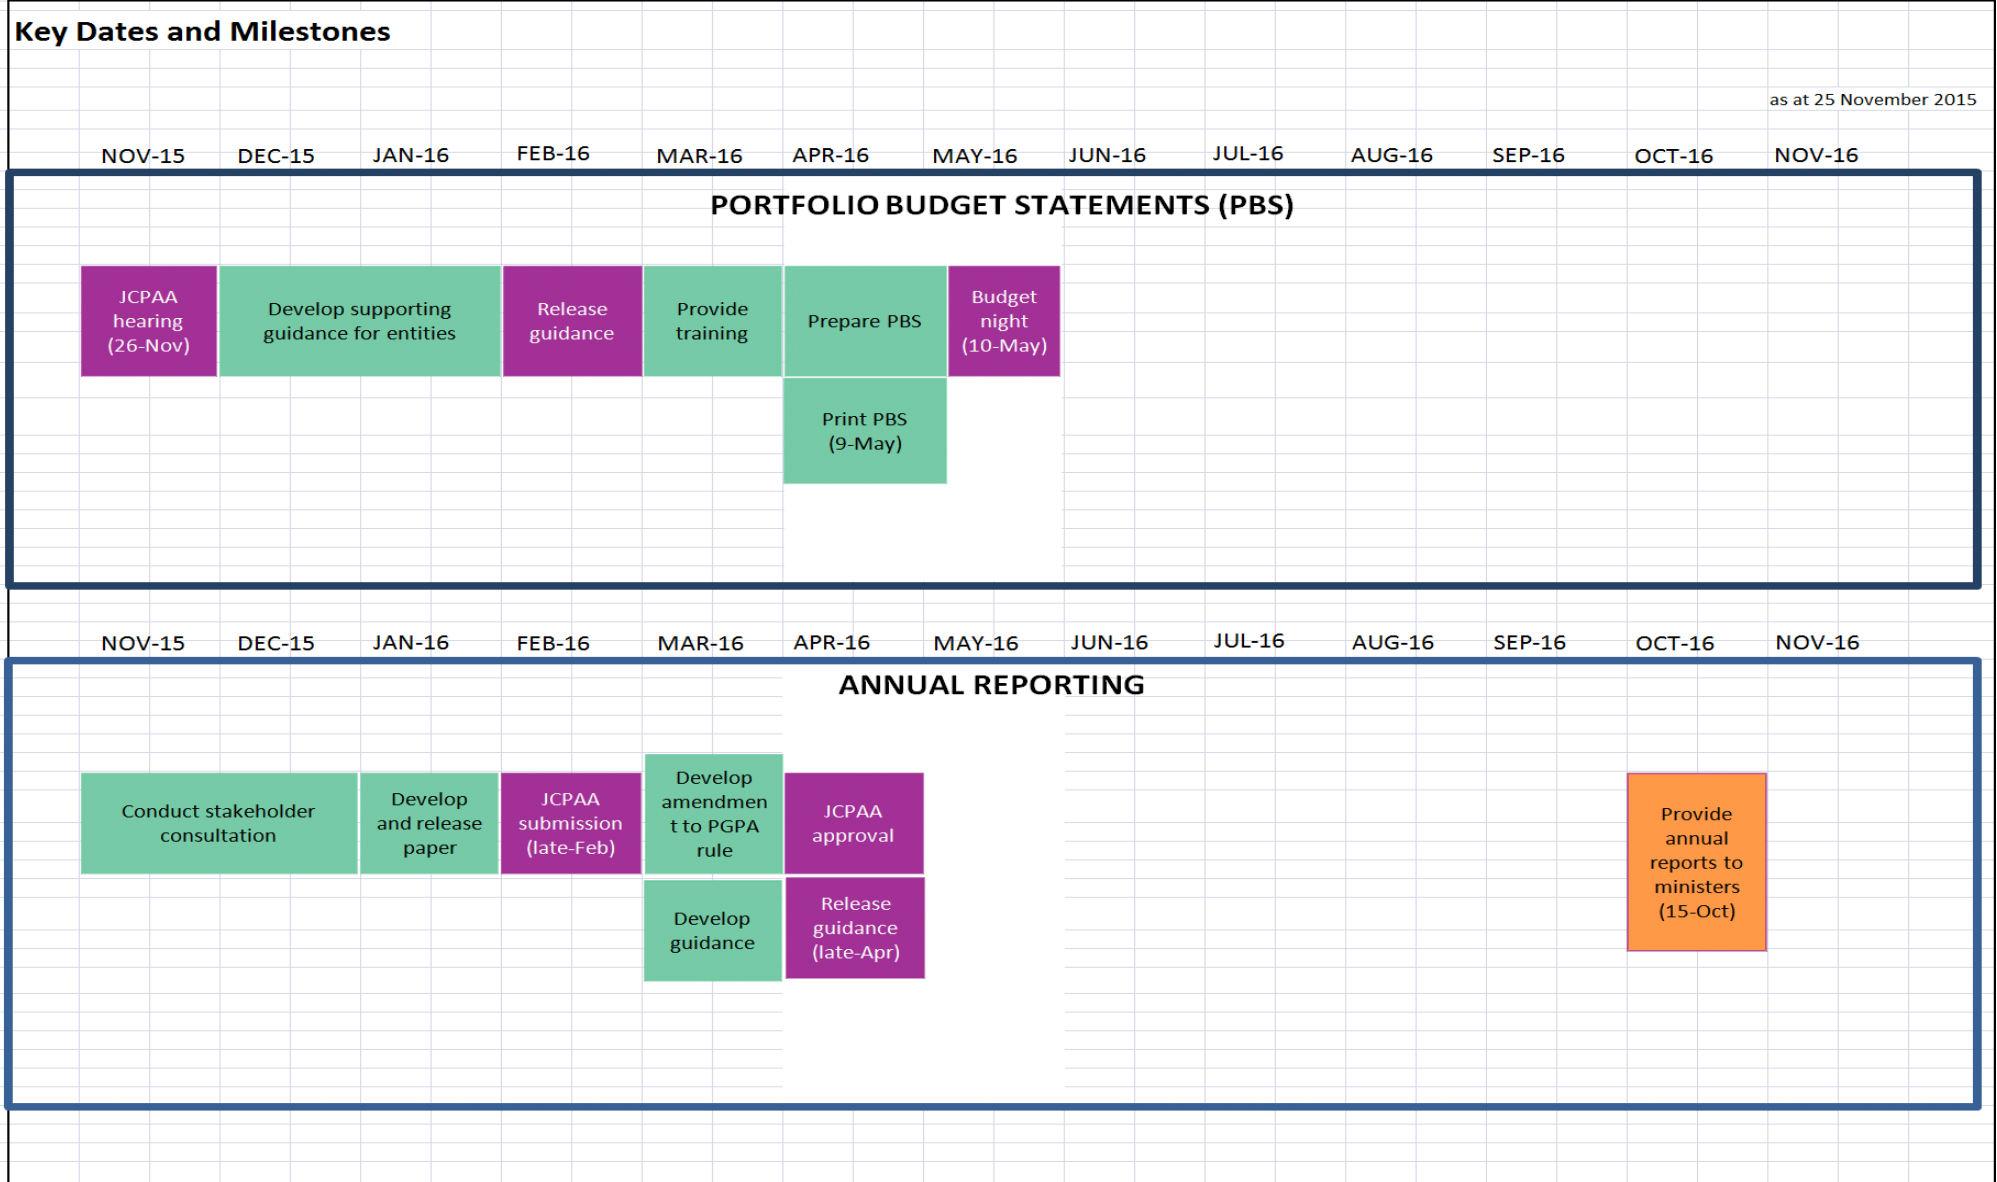 Key Dates and Milestones
as at 25 November 2015
NOV-15 DEC-15 JAN-16 FEB-16 MAR-16 APR-16 MAY-16 JUN-16 JUL-16 AUG-16 SEP-16 OCT-16 NOV-16
PORTFOLIO BUDGET STATEMENTS (PBS)
JCPAA
hearing
(26-Nov)
Develop supporting
guidance for entities
Release
guidance
Provide
training
Prepare PBS
Budget
night
(10-May)
Print PBS
(9-May)
NOV-15 DEC-15 JAN-16 FEB-16 MAR-16 APR-16 MAY-16 JUN-16 JUL-16 AUG-16 SEP-16 OCT-16 NOV-16
ANNUAL REPORTING
Conduct stakeholder
consultation
Develop
and release
paper
JCPAA
submission
(late-Feb)
Develop
amendmen
t to PGPA
rule
JCPAA
approval
Develop
guidance
Release
guidance
(late-Apr)
Provide
annual
reports to
ministers
(15-Oct)